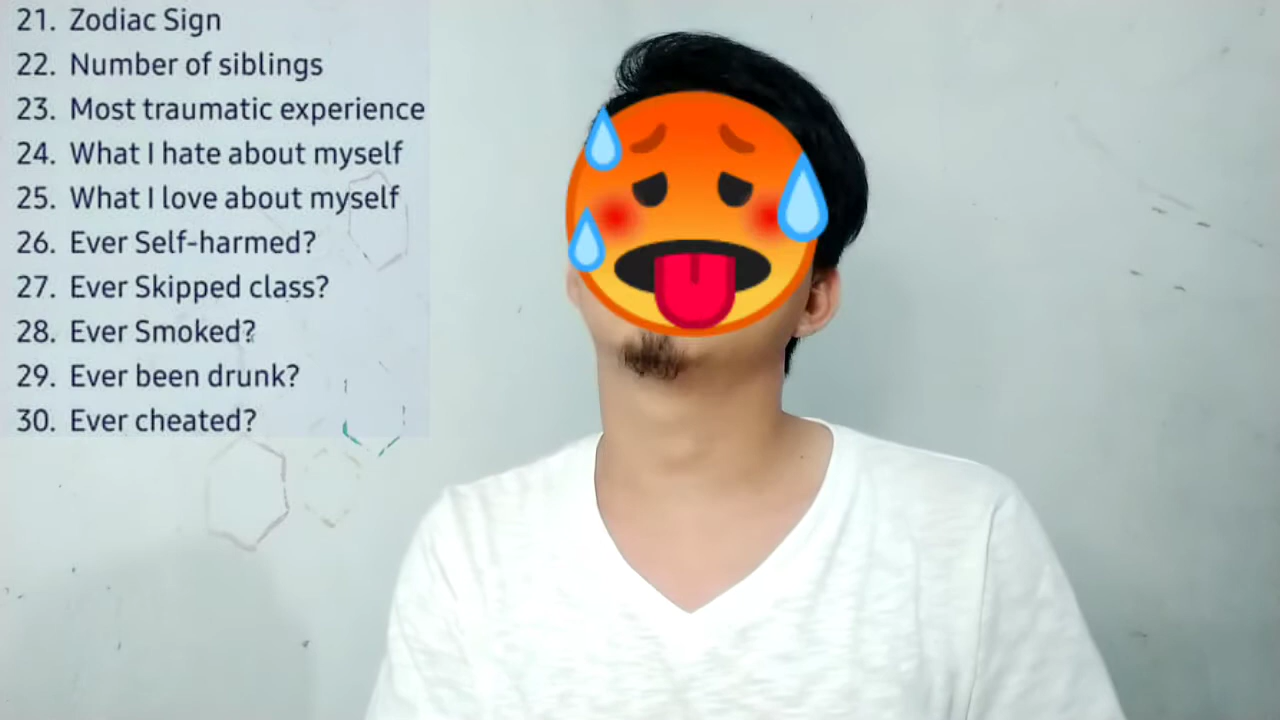 21. Zodiac Sign
22. Number of siblings
23. Most traumatic experience
24. What I hate about myself
25. What I love about myself
26. Ever Self-harmed?
27. Ever Skipped class?
28. Ever Smoked?
29. Ever been drunk?
30. Ever cheated?